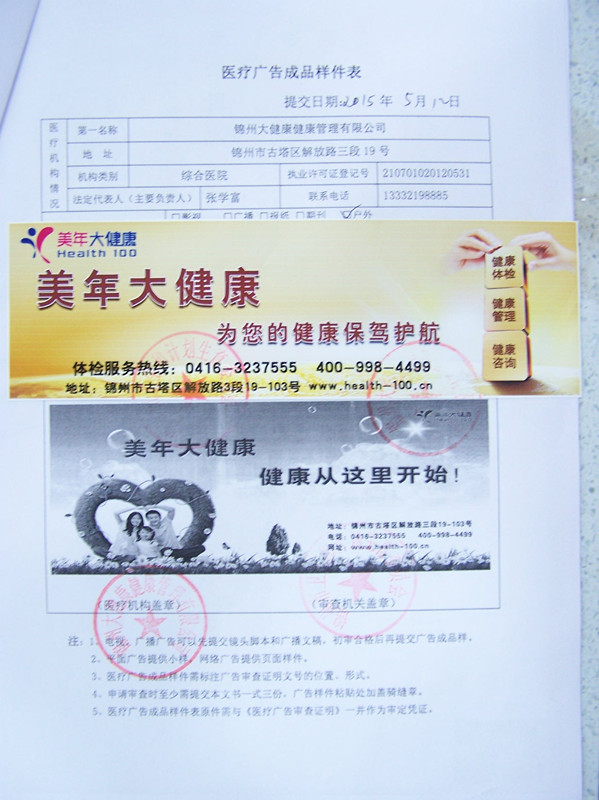 医疗广告成品样件表
提交日期:2015年 5月12日
医疗机构情况
第一名称 锦州大健康健康管理有限公司
地 址 锦州市古塔区解放路三段19号
机构类别 综合医院 执业许可证登记号 210701020120531
法定代表人（主要负责人） 张学富 联系电话 13332198885
□影视 □广播 □报纸 □期刊 ☑户外
美年大健康
Health 100
美年大健康
为您的健康保驾护航
体检服务热线：0416-3237555 400-998-4499
地址：锦州市古塔区解放路3段19-103号 www.health-100.cn
健康体检
健康管理
健康咨询
美年大健康
美年大健康
健康从这里开始！
地址：锦州市古塔区解放路三段19-103号
电话：0416-3237555 400-998-4499
网址：www.health-100.cn
（医疗机构盖章） （审查机关盖章）
注：1、电视、广播广告可以先提交镜头脚本和广播文稿，初审合格后再提交广告成品样。
2、平面广告提供小样，网络广告提供页面样件。
3、医疗广告成品样件需标注广告审查证明文号的位置、形式。
4、申请审查时至少需提交本文书一式三份，广告样件粘贴处加盖骑缝章。
5、医疗广告成品样件表原件需与《医疗广告审查证明》一并作为审定凭证。